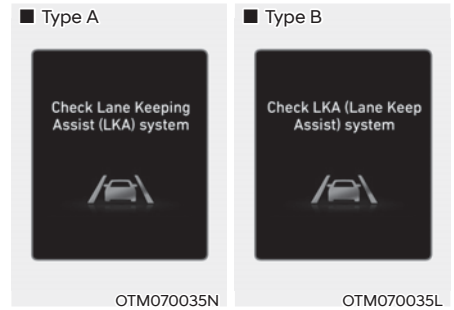 ■ Type A
Check Lane Keeping
Assist (LKA) system
OTM070035N
■ Type B
Check LKA (Lane Keep
Assist) system
OTM070035L